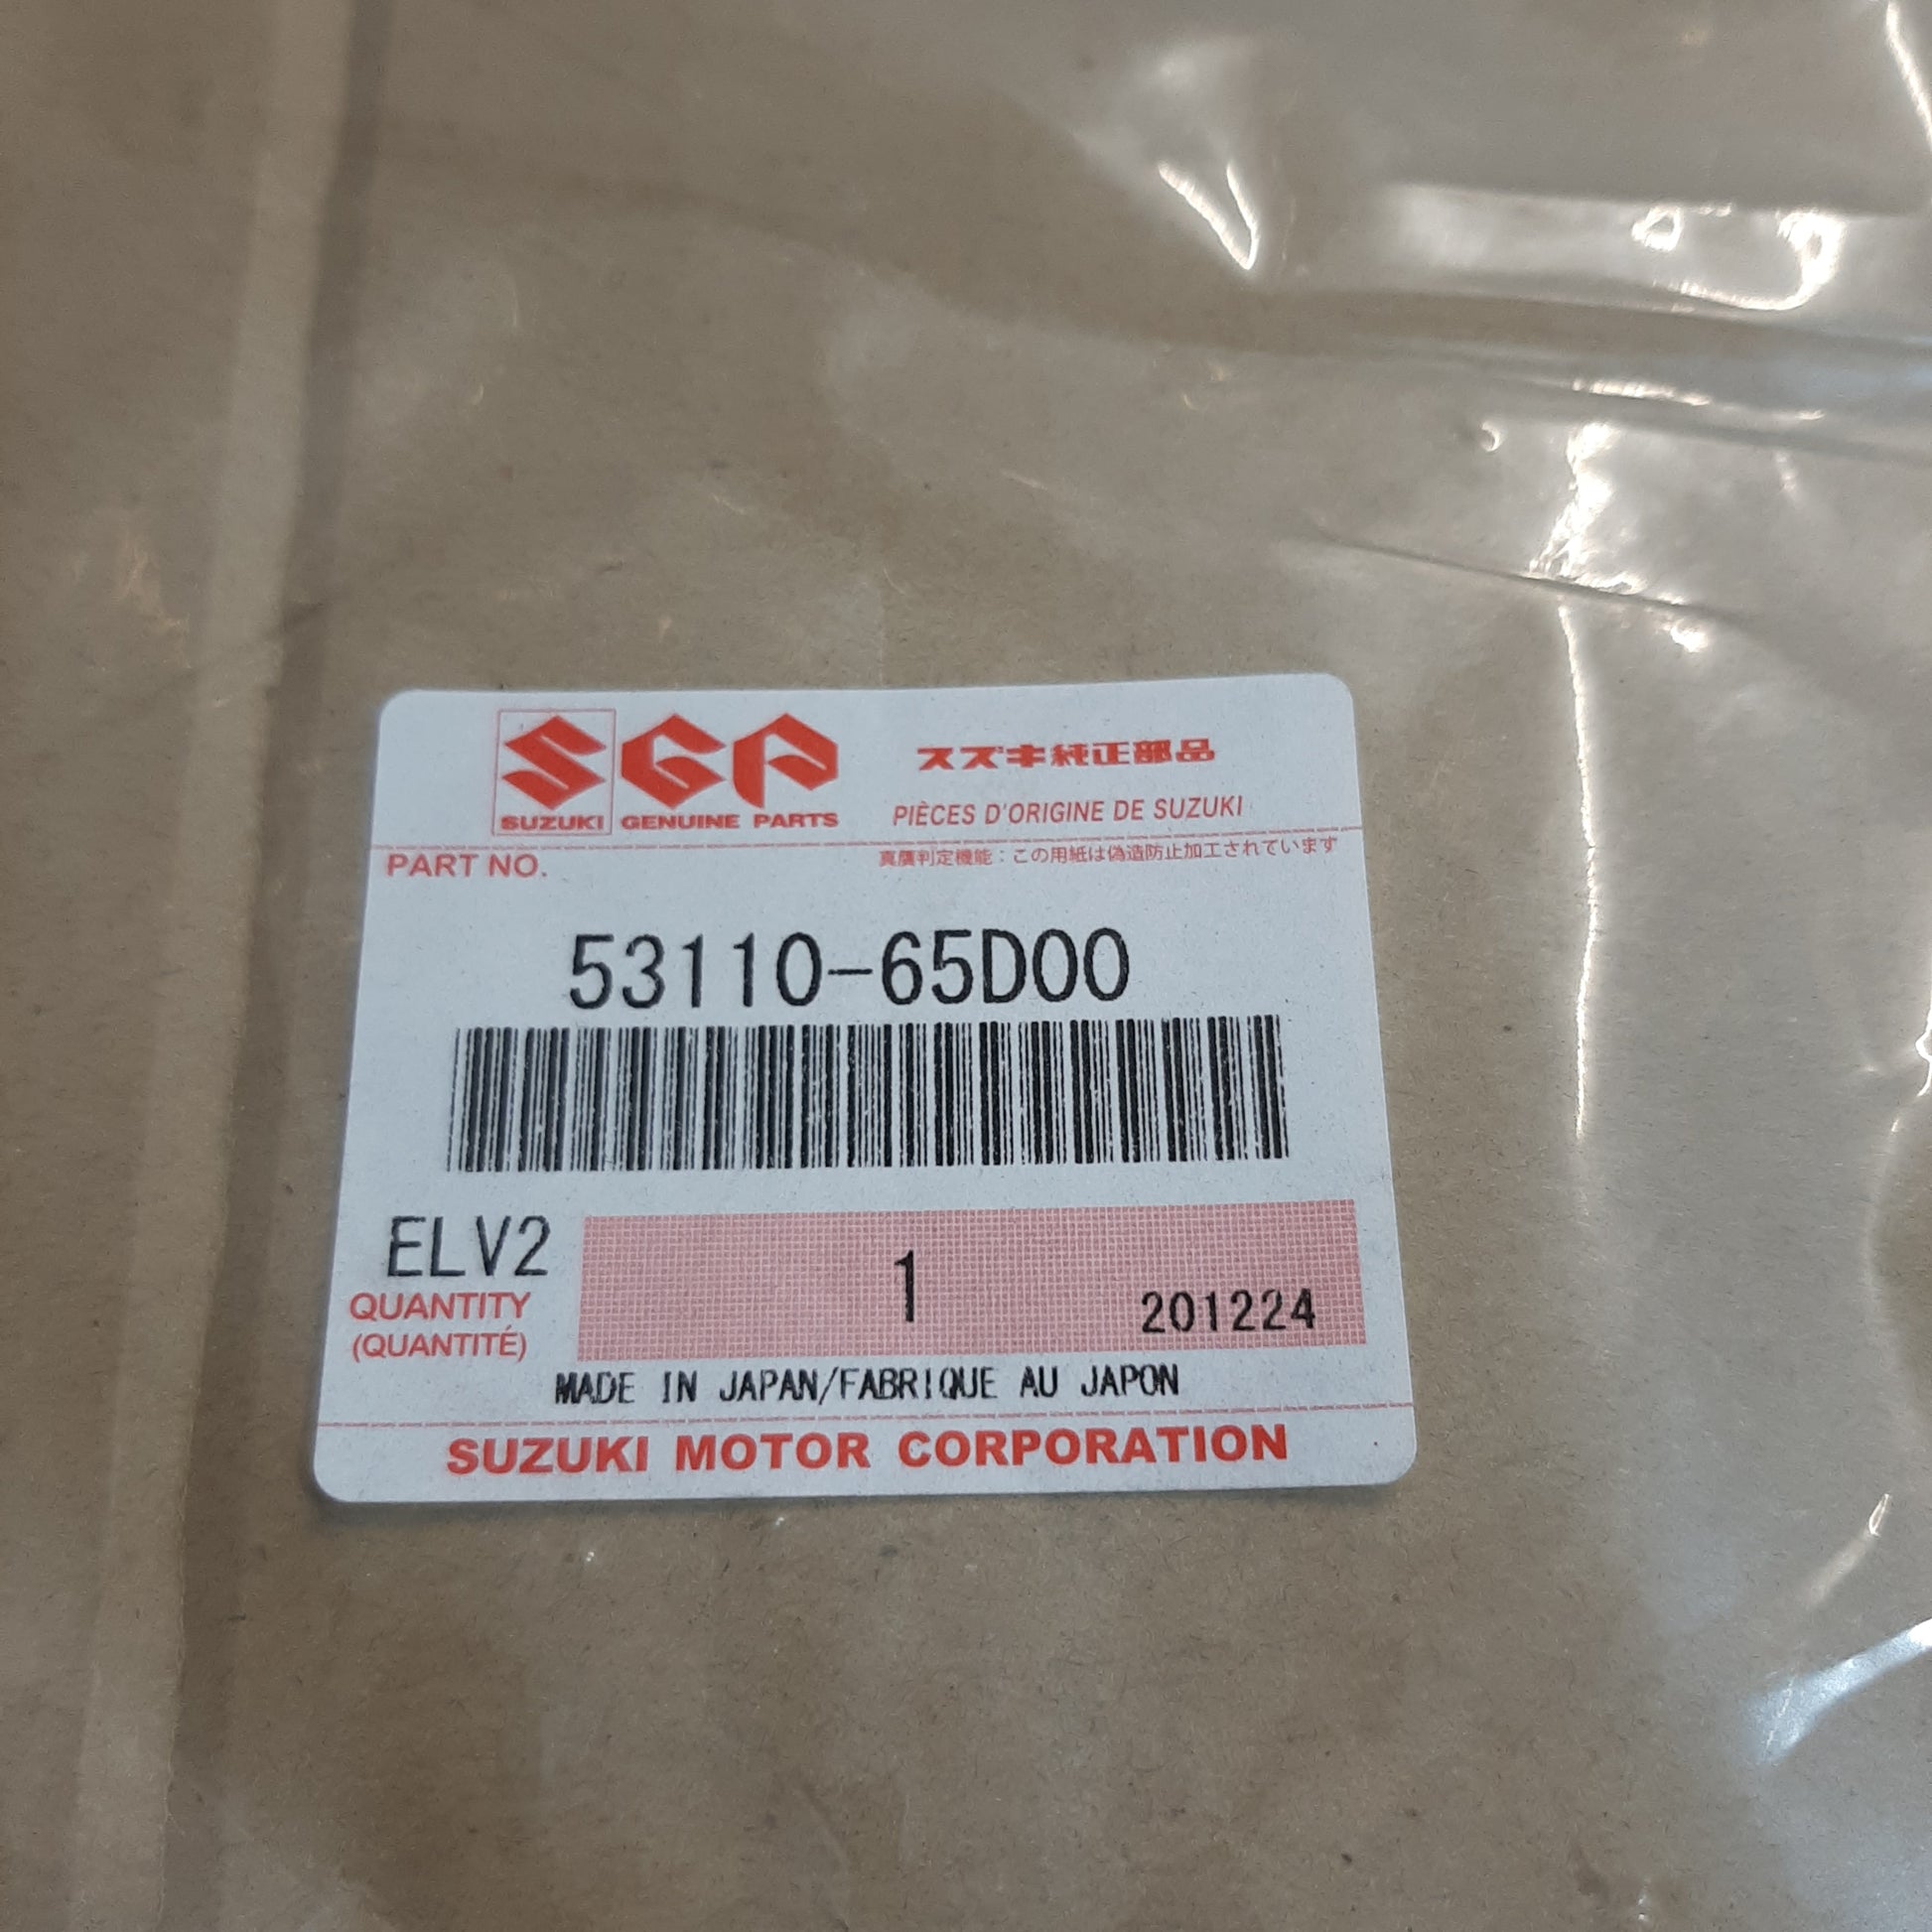 SGP
SUZUKI GENUINE PARTS
スズキ純正部品
PIÈCES D'ORIGINE DE SUZUKI
PART NO.
真贋判定機能：この用紙は偽造防止加工されています
53110-65D00
ELV2
QUANTITY
(QUANTITÉ)
1
201224
MADE IN JAPAN/FABRIQUE AU JAPON
SUZUKI MOTOR CORPORATION